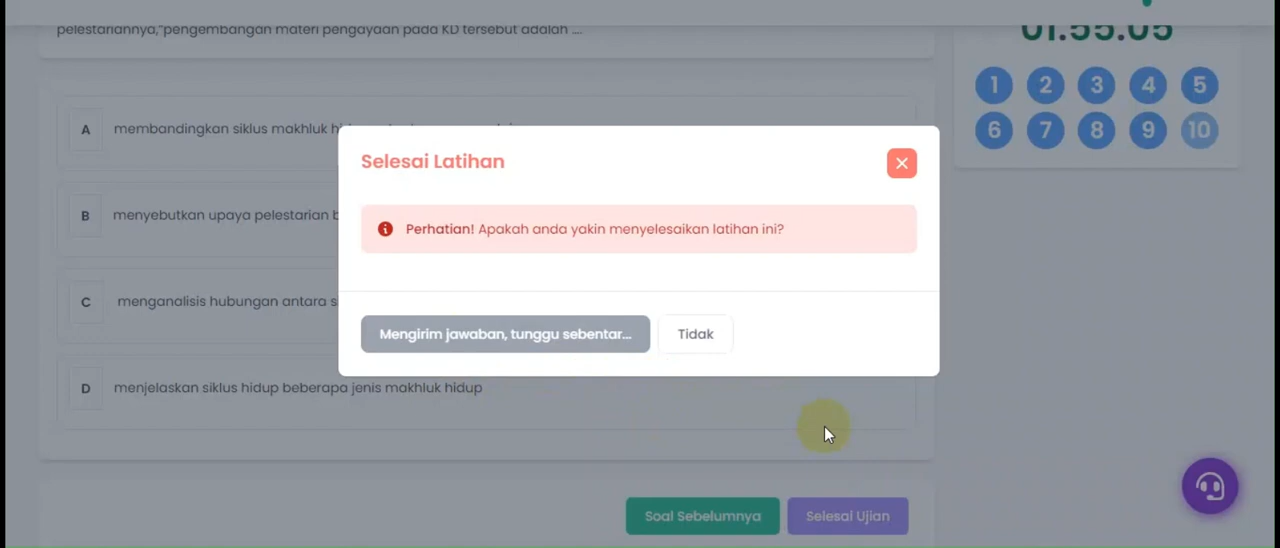 pelestariannya,"pengembangan materi pengayaan pada KD tersebut adalah ....
01.55.05
1 2 3 4 5
6 7 8 9 10
A membandingkan siklus makhluk
B menyebutkan upaya pelestarian
C menganalisis hubungan antara
D menjelaskan siklus hidup beberapa jenis makhluk hidup
Selesai Latihan
Perhatian! Apakah anda yakin menyelesaikan latihan ini?
Mengirim jawaban, tunggu sebentar...
Tidak
Soal Sebelumnya
Selesai Ujian